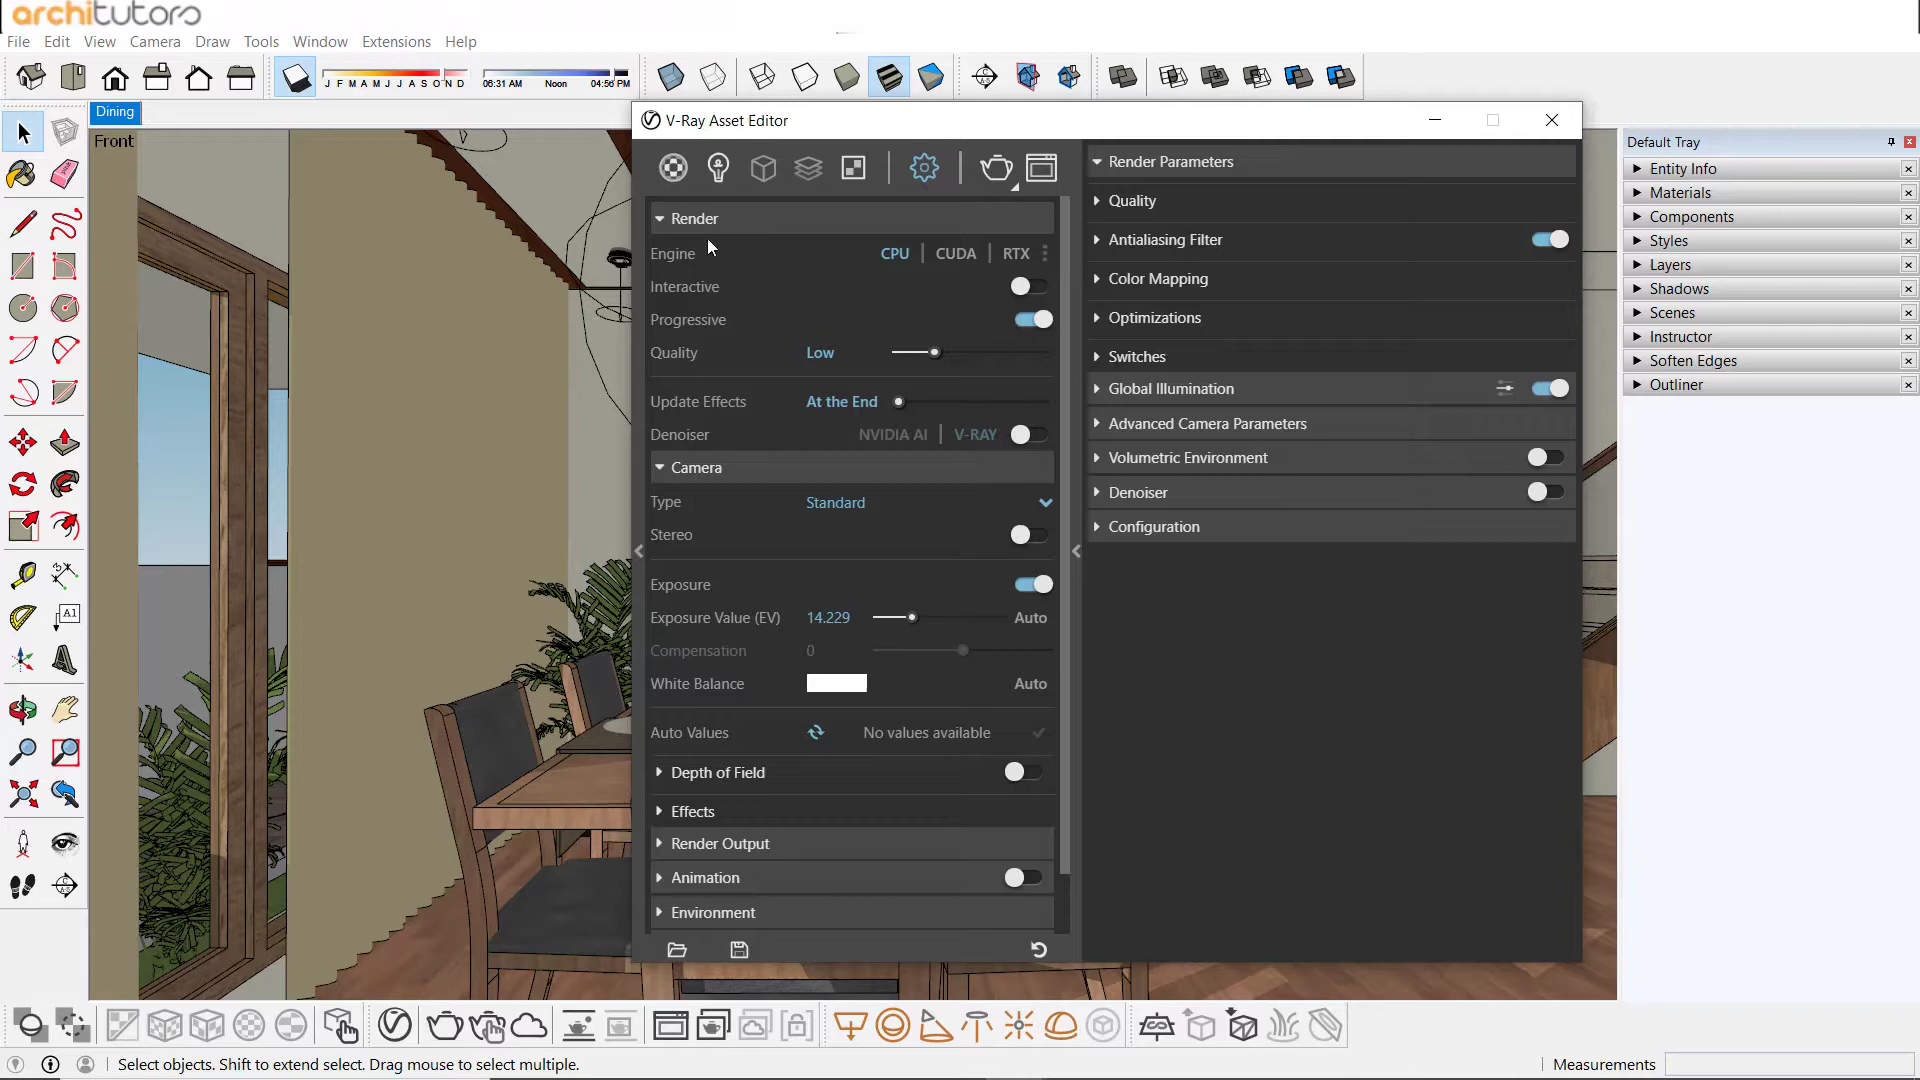 architutors
File Edit View Camera Draw Tools Window Extensions Help
J F M A M J J A S O N D
06:31 AM Noon 04:56 PM
Dining
Front
V-Ray Asset Editor
Render
Engine CPU | CUDA | RTX
Interactive
Progressive
Quality Low
Update Effects At the End
Denoiser NVIDIA AI | V-RAY
Camera
Type Standard
Stereo
Exposure
Exposure Value (EV) 14.229 Auto
Compensation 0
White Balance Auto
Auto Values No values available
Depth of Field
Effects
Render Output
Animation
Environment
Render Parameters
Quality
Antialiasing Filter
Color Mapping
Optimizations
Switches
Global Illumination
Advanced Camera Parameters
Volumetric Environment
Denoiser
Configuration
Default Tray
Entity Info
Materials
Components
Styles
Layers
Shadows
Scenes
Instructor
Soften Edges
Outliner
A1
Select objects. Shift to extend select. Drag mouse to select multiple.
Measurements